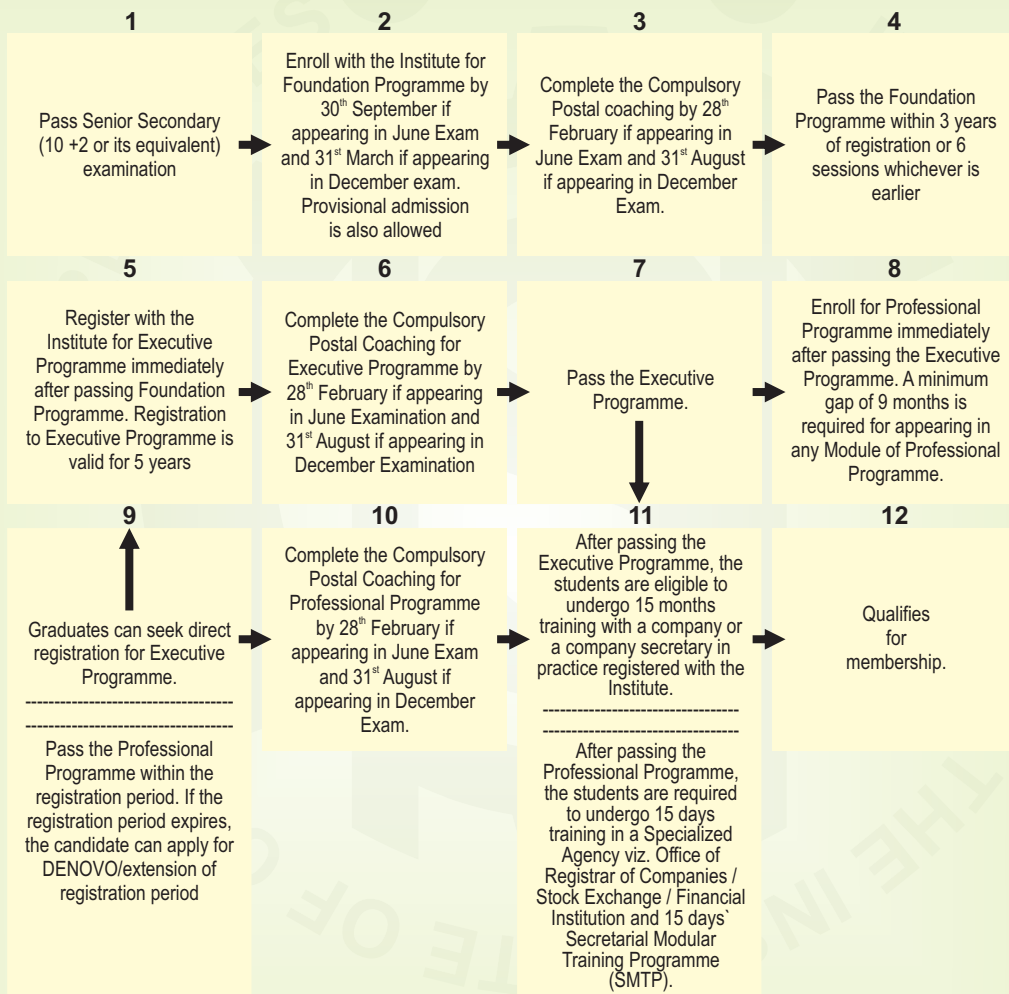 1
Pass Senior Secondary
(10 +2 or its equivalent)
examination
2
Enroll with the Institute for
Foundation Programme by
30th September if
appearing in June Exam
and 31st March if appearing
in December exam.
Provisional admission
is also allowed
3
Complete the Compulsory
Postal coaching by 28th
February if appearing in
June Exam and 31st August
if appearing in December
Exam.
4
Pass the Foundation
Programme within 3 years
of registration or 6
sessions whichever is
earlier
5
Register with the
Institute for Executive
Programme immediately
after passing Foundation
Programme. Registration
to Executive Programme is
valid for 5 years
6
Complete the Compulsory
Postal Coaching for
Executive Programme by
28th February if appearing
in June Examination and
31st August if appearing in
December Examination
7
Pass the Executive
Programme.
8
Enroll for Professional
Programme immediately
after passing the Executive
Programme. A minimum
gap of 9 months is
required for appearing in
any Module of Professional
Programme.
9
Graduates can seek direct
registration for Executive
Programme.
------------------------------------
------------------------------------
Pass the Professional
Programme within the
registration period. If the
registration period expires,
the candidate can apply for
DENOVO/extension of
registration period
10
Complete the Compulsory
Postal Coaching for
Professional Programme
by 28th February if
appearing in June Exam
and 31st August if
appearing in December
Exam.
11
After passing the
Executive Programme, the
students are eligible to
undergo 15 months
training with a company or
a company secretary in
practice registered with the
Institute.
----------------------------------
----------------------------------
After passing the
Professional Programme,
the students are required
to undergo 15 days
training in a Specialized
Agency viz. Office of
Registrar of Companies /
Stock Exchange / Financial
Institution and 15 days`
Secretarial Modular
Training Programme
(SMTP).
12
Qualifies
for
membership.